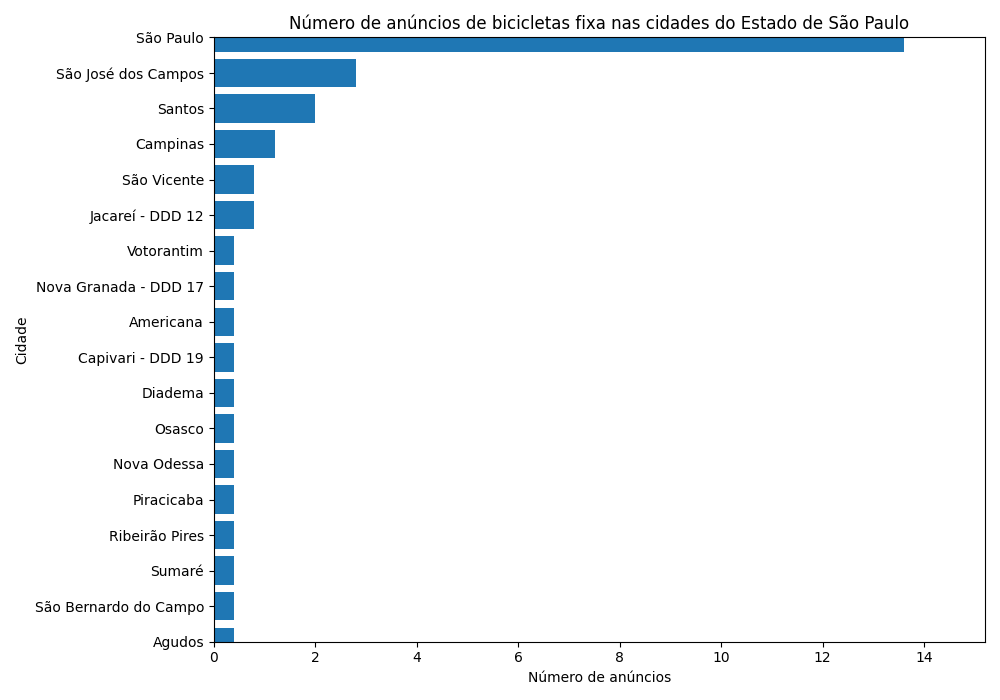 Número de anúncios de bicicletas fixa nas cidades do Estado de São Paulo
São Paulo
São José dos Campos
Santos
Campinas
São Vicente
Jacareí - DDD 12
Votorantim
Nova Granada - DDD 17
Americana
Capivari - DDD 19
Diadema
Osasco
Nova Odessa
Piracicaba
Ribeirão Pires
Sumaré
São Bernardo do Campo
Agudos
Cidade
0 2 4 6 8 10 12 14
Número de anúncios